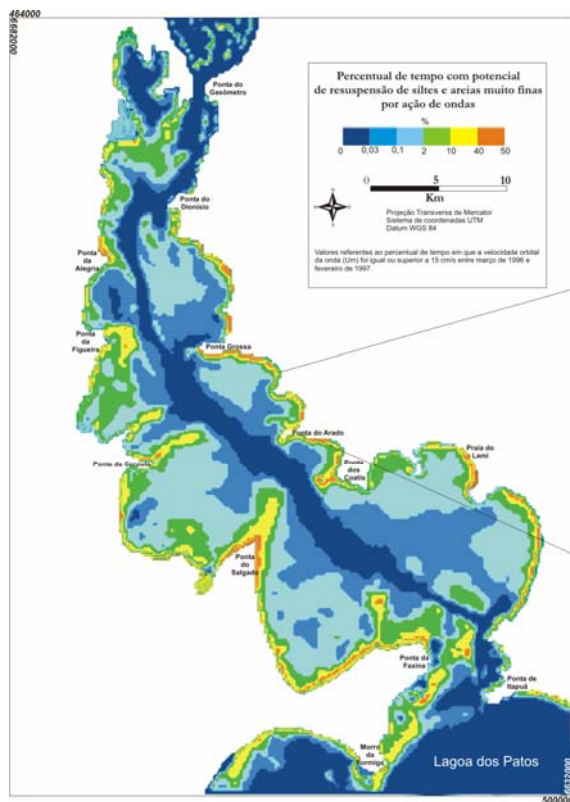 464000
6682000
Percentual de tempo com potencial
de resuspensão de siltes e areias muito finas
por ação de ondas
%
0 0,03 0,1 2 10 40 50
0 5 10
Km
Projeção Transversa de Mercator
Sistema de coordenadas UTM
Datum WGS 84
Valores referentes ao percentual de tempo em que a velocidade orbital
da onda (Um) foi igual ou superior a 15 cm/s entre março de 1996 e
fevereiro de 1997.
Ponta do
Gasômetro
Ponta do
Dionísio
Ponta
da
Alegria
Ponta
da
Figueira
Ponta Grossa
Ponta do Arado
Ponta
dos
Coatis
Praia do
Lami
Ponta da
Ponta
do
Salgado
Ponta da
Faxina
Ponta de
Itapuã
Morro
da
Formiga
Lagoa dos Patos
6632000
500000